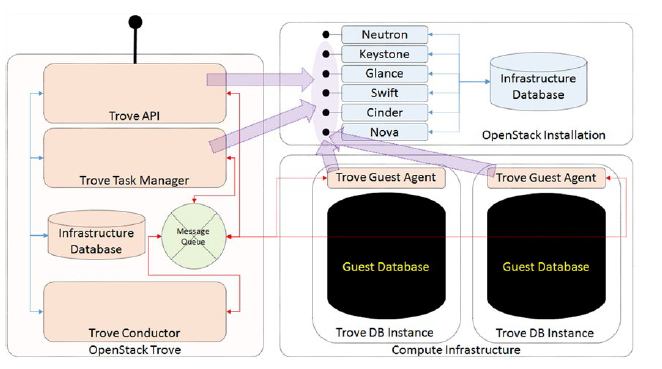 Trove API
Trove Task Manager
Infrastructure
Database
Message
Queue
Trove Conductor
OpenStack Trove
Neutron
Keystone
Glance
Swift
Cinder
Nova
Infrastructure
Database
OpenStack Installation
Trove Guest Agent
Guest Database
Trove DB Instance
Trove Guest Agent
Guest Database
Trove DB Instance
Compute Infrastructure